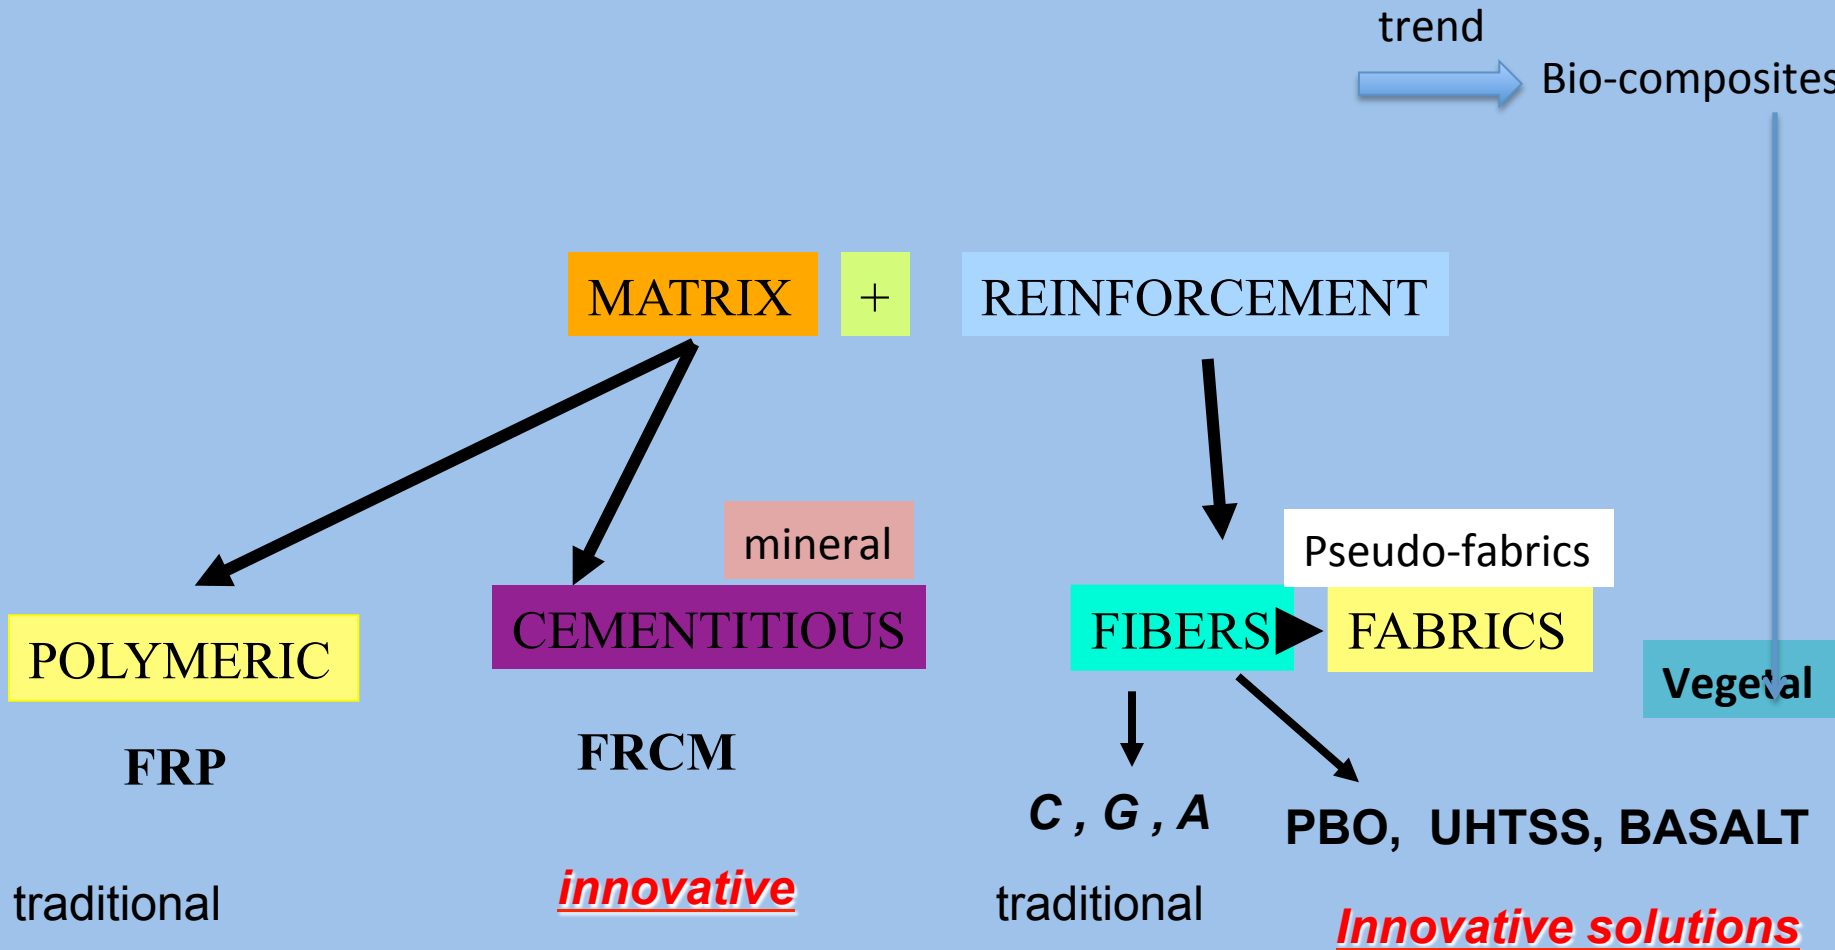 trend
Bio-composites
MATRIX + REINFORCEMENT
mineral
Pseudo-fabrics
POLYMERIC
CEMENTITIOUS
FIBERS
FABRICS
Vegetal
FRP
FRCM
C , G , A
PBO, UHTSS, BASALT
traditional
innovative
traditional
Innovative solutions